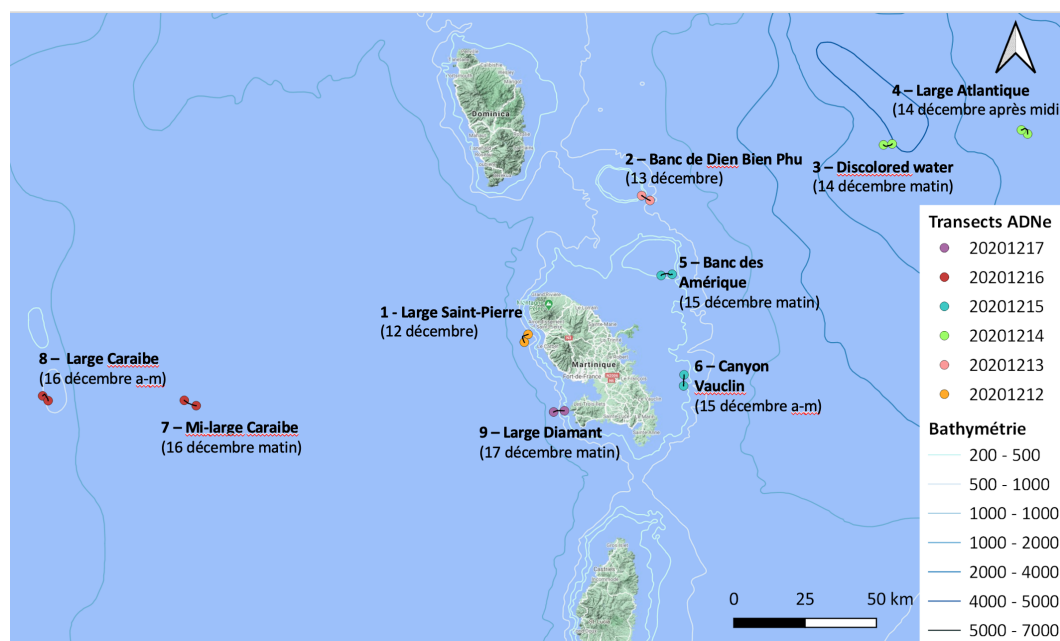 Dominica
4 – Large Atlantique
(14 décembre après midi
3 – Discolored water
(14 décembre matin)
2 – Banc de Dien Bien Phu
(13 décembre)
5 – Banc des
Amérique
(15 décembre matin)
1 - Large Saint-Pierre
(12 décembre)
Martinique
Fort-de-France
6 – Canyon
Vauclin
(15 décembre a-m)
8 – Large Caraibe
(16 décembre a-m)
7 – Mi-large Caraibe
(16 décembre matin)
9 – Large Diamant
(17 décembre matin)
Castries
Transects ADNe
20201217
20201216
20201215
20201214
20201213
20201212
Bathymétrie
200 - 500
500 - 1000
1000 - 1000
1000 - 2000
2000 - 4000
4000 - 5000
5000 - 7000
0 25 50 km